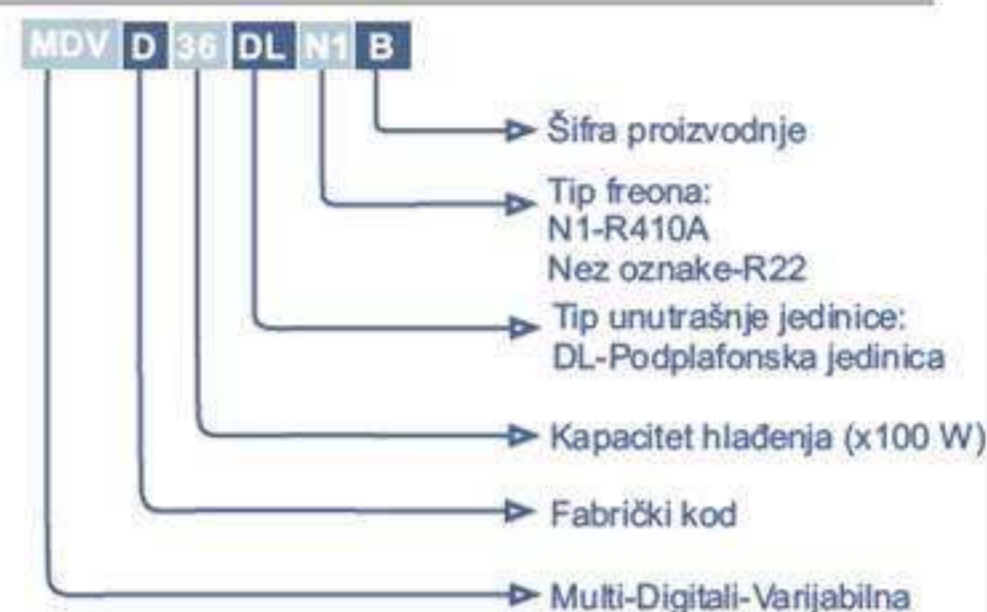 MDV D 36 DL N1 B
Šifra proizvodnje
Tip freona:
N1-R410A
Nez oznake-R22
Tip unutrašnje jedinice:
DL-Podplafonska jedinica
Kapacitet hlađenja (x100 W)
Fabrički kod
Multi-Digitali-Varijabilna